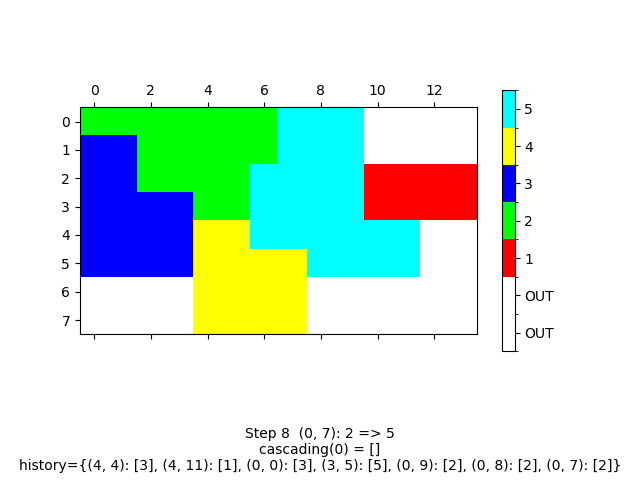 0 2 4 6 8 10 12
0
1
2
3
4
5
6
7
5
4
3
2
1
OUT
OUT
Step 8  (0, 7): 2 => 5
cascading(0) = []
history={(4, 4): [3], (4, 11): [1], (0, 0): [3], (3, 5): [5], (0, 9): [2], (0, 8): [2], (0, 7): [2]}